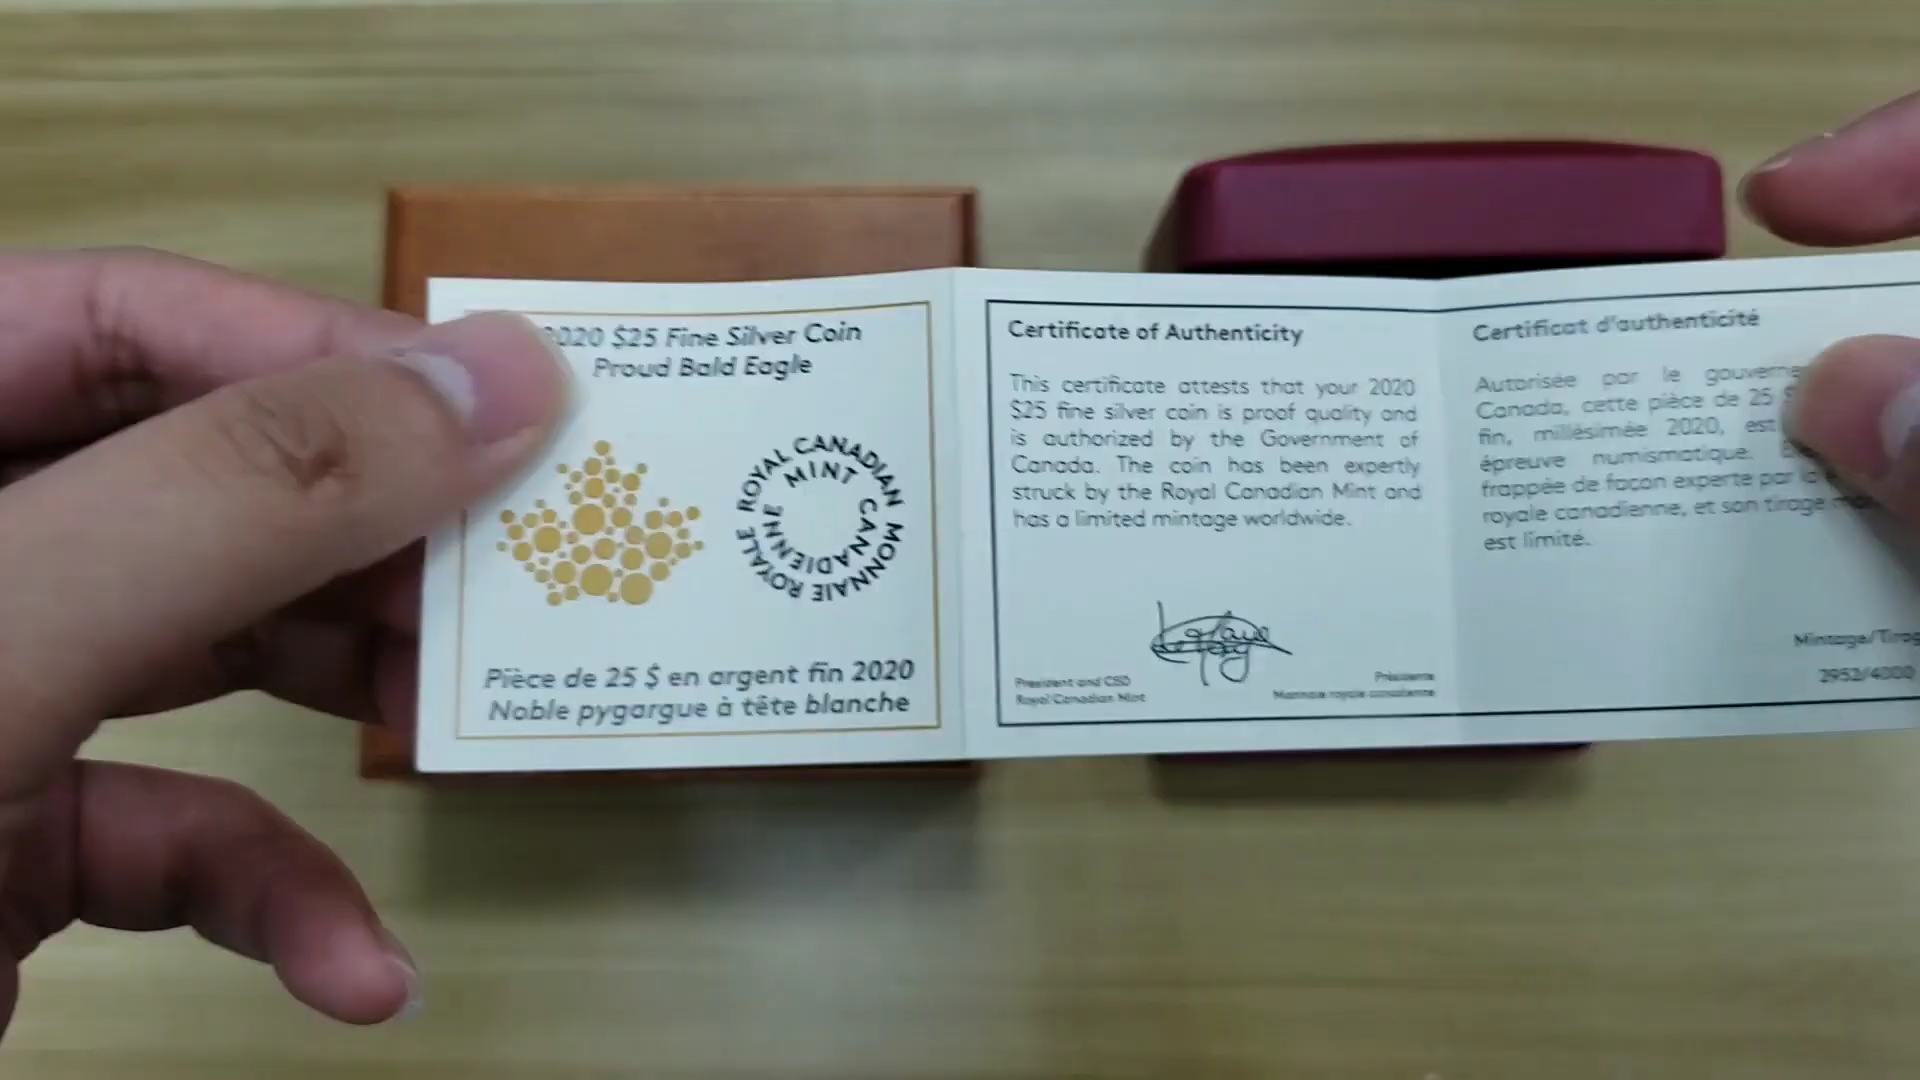 2020 $25 Fine Silver Coin
Proud Bald Eagle
ROYAL CANADIAN MINT
MONNAIE ROYALE CANADIENNE
Pièce de 25 $ en argent fin 2020
Noble pygargue à tête blanche
Certificate of Authenticity
This certificate attests that your 2020
$25 fine silver coin is proof quality and
is authorized by the Government of
Canada. The coin has been expertly
struck by the Royal Canadian Mint and
has a limited mintage worldwide.
President and CEO
Royal Canadian Mint
Présidente
Monnaie royale canadienne
Certificat d'authenticité
Autorisée par le gouverne
Canada, cette pièce de 25 $
fin, millésimée 2020, est
épreuve numismatique.
frappée de façon experte par la
royale canadienne, et son tirage
est limité.
Mintage/Tirag
2952/4000